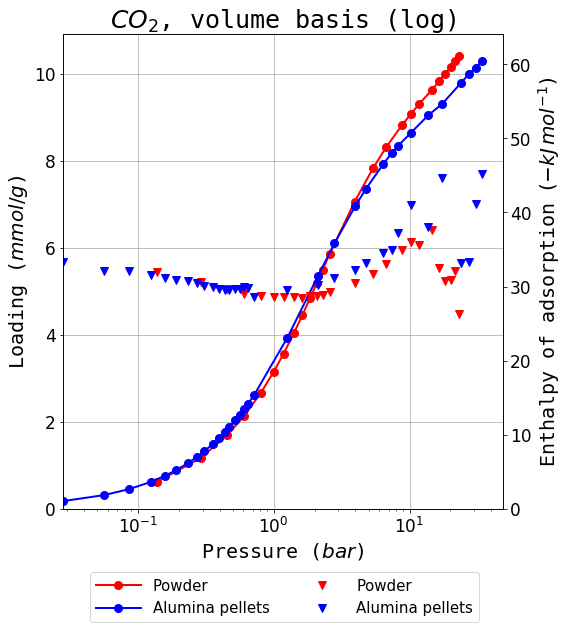 CO₂, volume basis (log)
Loading (mmol/g)
10
8
6
4
2
0
60
50
40
30
20
10
0
Enthalpy of adsorption (−kJ mol⁻¹)
10⁻¹ 10⁰ 10¹
Pressure (bar)
Powder Powder
Alumina pellets Alumina pellets